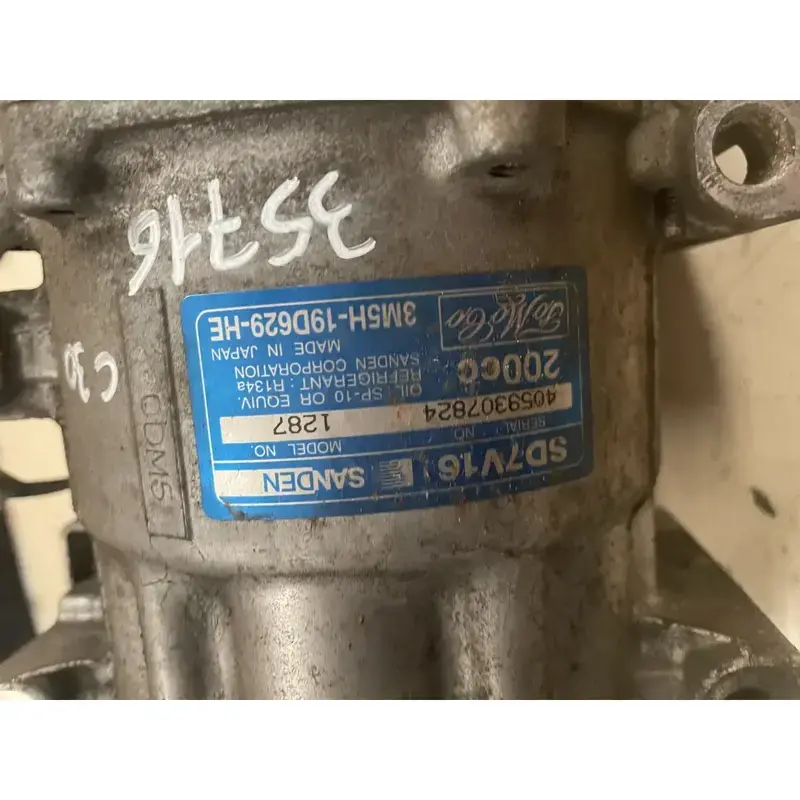 SD7V16 SANDEN
SERIAL NO. MODEL NO.
4059307824 1287
OIL: SP-10 OR EQUIV.
REFRIGERANT: R134a
SANDEN CORPORATION
MADE IN JAPAN
FoMoCo 3M5H-19D629-HE
35716
C30